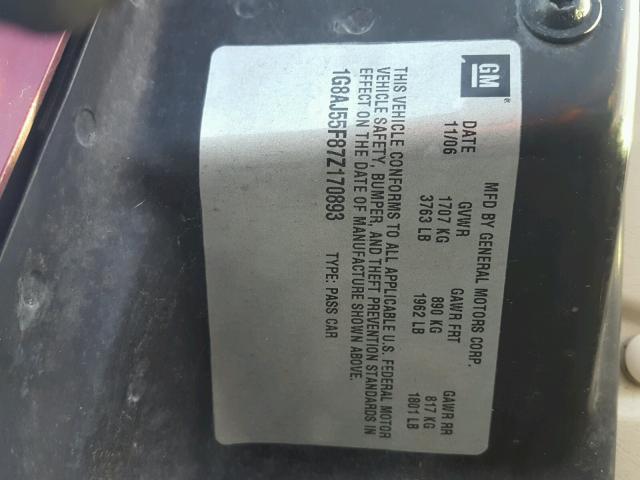 GM®
MFD BY GENERAL MOTORS CORP.
DATE GVWR GAWR FRT GAWR RR
11/06 1707 KG 890 KG 817 KG
3763 LB 1962 LB 1801 LB
THIS VEHICLE CONFORMS TO ALL APPLICABLE U.S. FEDERAL MOTOR
VEHICLE SAFETY, BUMPER, AND THEFT PREVENTION STANDARDS IN
EFFECT ON THE DATE OF MANUFACTURE SHOWN ABOVE.
1G8AJ55F87Z170893 TYPE: PASS CAR